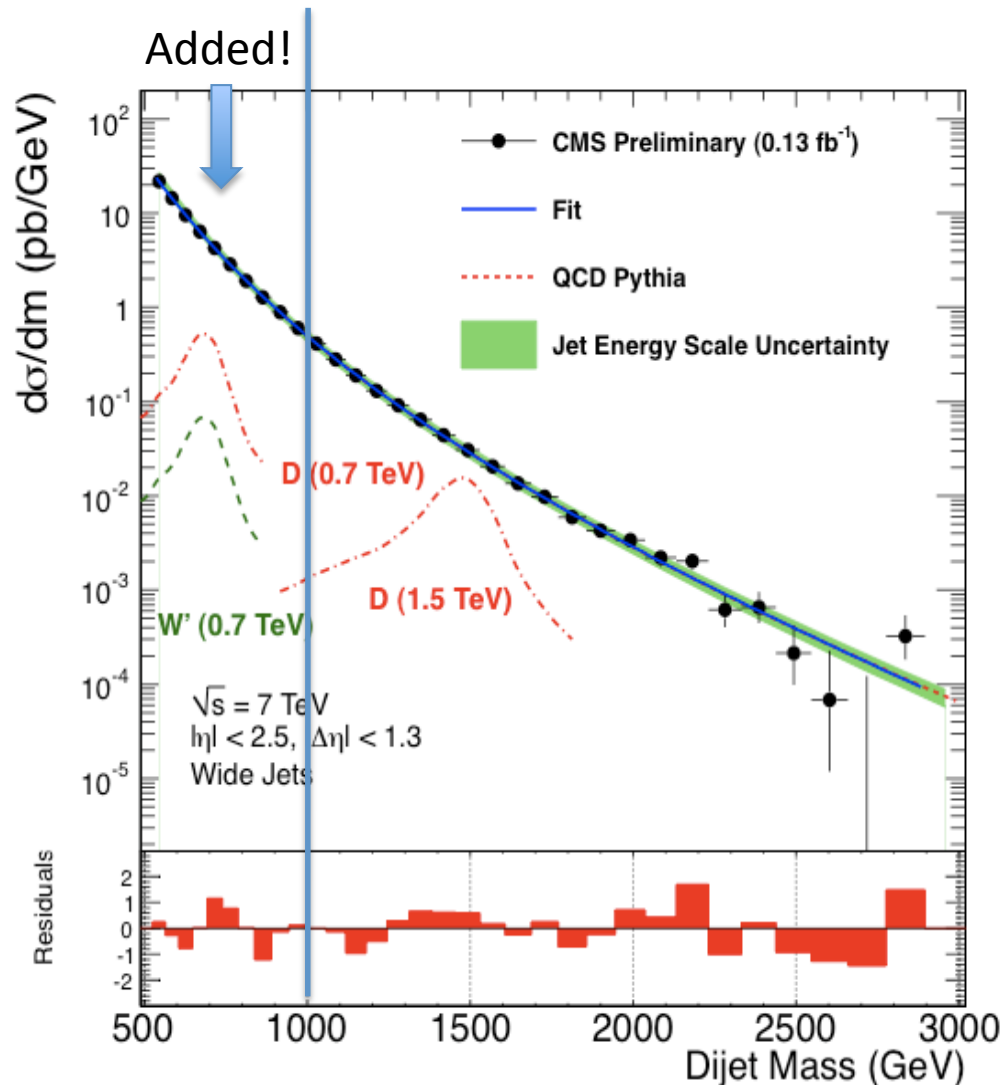 Added!
dσ/dm (pb/GeV)
10²
10
1
10⁻¹
10⁻²
10⁻³
10⁻⁴
10⁻⁵
CMS Preliminary (0.13 fb⁻¹)
Fit
QCD Pythia
Jet Energy Scale Uncertainty
D (0.7 TeV)
D (1.5 TeV)
W' (0.7 TeV)
√s = 7 TeV
|η| < 2.5, |Δη| < 1.3
Wide Jets
Residuals
2
1
0
-1
-2
500 1000 1500 2000 2500 3000
Dijet Mass (GeV)